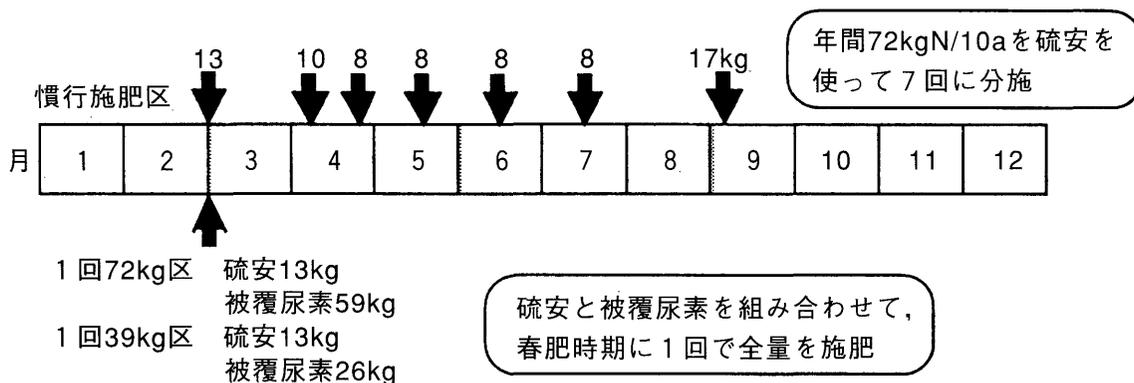 13 10 8 8 8 8 17kg
年間72kgN/10aを硫安を
使って7回に分施
慣行施肥区
月 1 2 3 4 5 6 7 8 9 10 11 12
1回72kg区 硫安13kg
被覆尿素59kg
1回39kg区 硫安13kg
被覆尿素26kg
硫安と被覆尿素を組み合わせて,
春肥時期に1回で全量を施肥